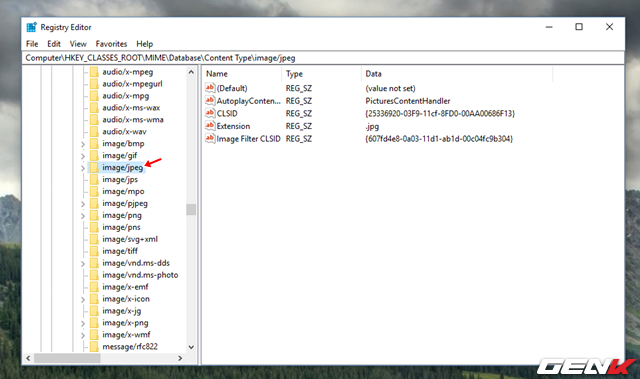 Registry Editor
File Edit View Favorites Help
Computer\HKEY_CLASSES_ROOT\MIME\Database\Content Type\image/jpeg
audio/x-mpeg
audio/x-mpegurl
audio/x-mpg
audio/x-ms-wax
audio/x-ms-wma
audio/x-wav
image/bmp
image/gif
image/jpeg
image/jps
image/mpo
image/pjpeg
image/png
image/pns
image/svg+xml
image/tiff
image/vnd.ms-dds
image/vnd.ms-photo
image/x-emf
image/x-icon
image/x-jg
image/x-png
image/x-wmf
message/rfc822
Name Type Data
(Default) REG_SZ (value not set)
AutoplayConten... REG_SZ PicturesContentHandler
CLSID REG_SZ {25336920-03F9-11cf-8FD0-00AA00686F13}
Extension REG_SZ .jpg
Image Filter CLSID REG_SZ {607fd4e8-0a03-11d1-ab1d-00c04fc9b304}
GENK